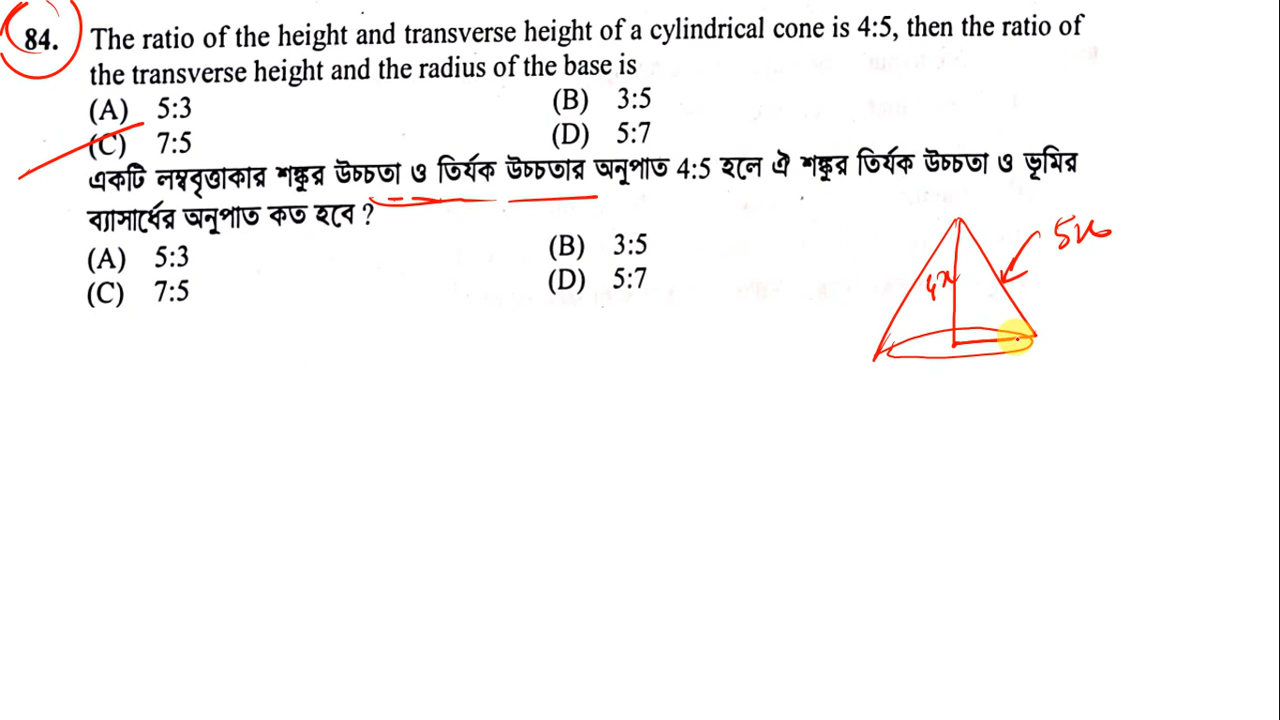 84. The ratio of the height and transverse height of a cylindrical cone is 4:5, then the ratio of
the transverse height and the radius of the base is
(A) 5:3 (B) 3:5
(C) 7:5 (D) 5:7
একটি লম্ববৃত্তাকার শঙ্কুর উচ্চতা ও তির্যক উচ্চতার অনুপাত 4:5 হলে ঐ শঙ্কুর তির্যক উচ্চতা ও ভূমির
ব্যাসার্ধের অনুপাত কত হবে ?
(A) 5:3 (B) 3:5
(C) 7:5 (D) 5:7
4x
5x